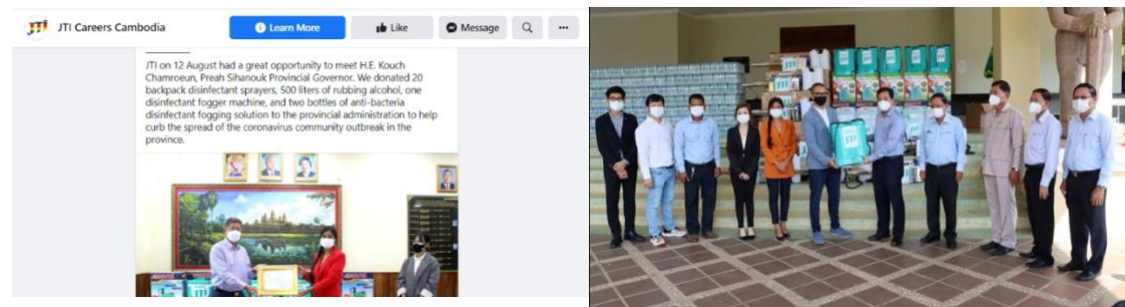 JTI
JTI Careers Cambodia
Learn More
Like
Message
JTI on 12 August had a great opportunity to meet H.E. Kouch
Chamroeun, Preah Sihanouk Provincial Governor. We donated 20
backpack disinfectant sprayers, 500 liters of rubbing alcohol, one
disinfectant fogger machine, and two bottles of anti-bacteria
disinfectant fogging solution to the provincial administration to help
curb the spread of the coronavirus community outbreak in the
province.
JTI
JTI